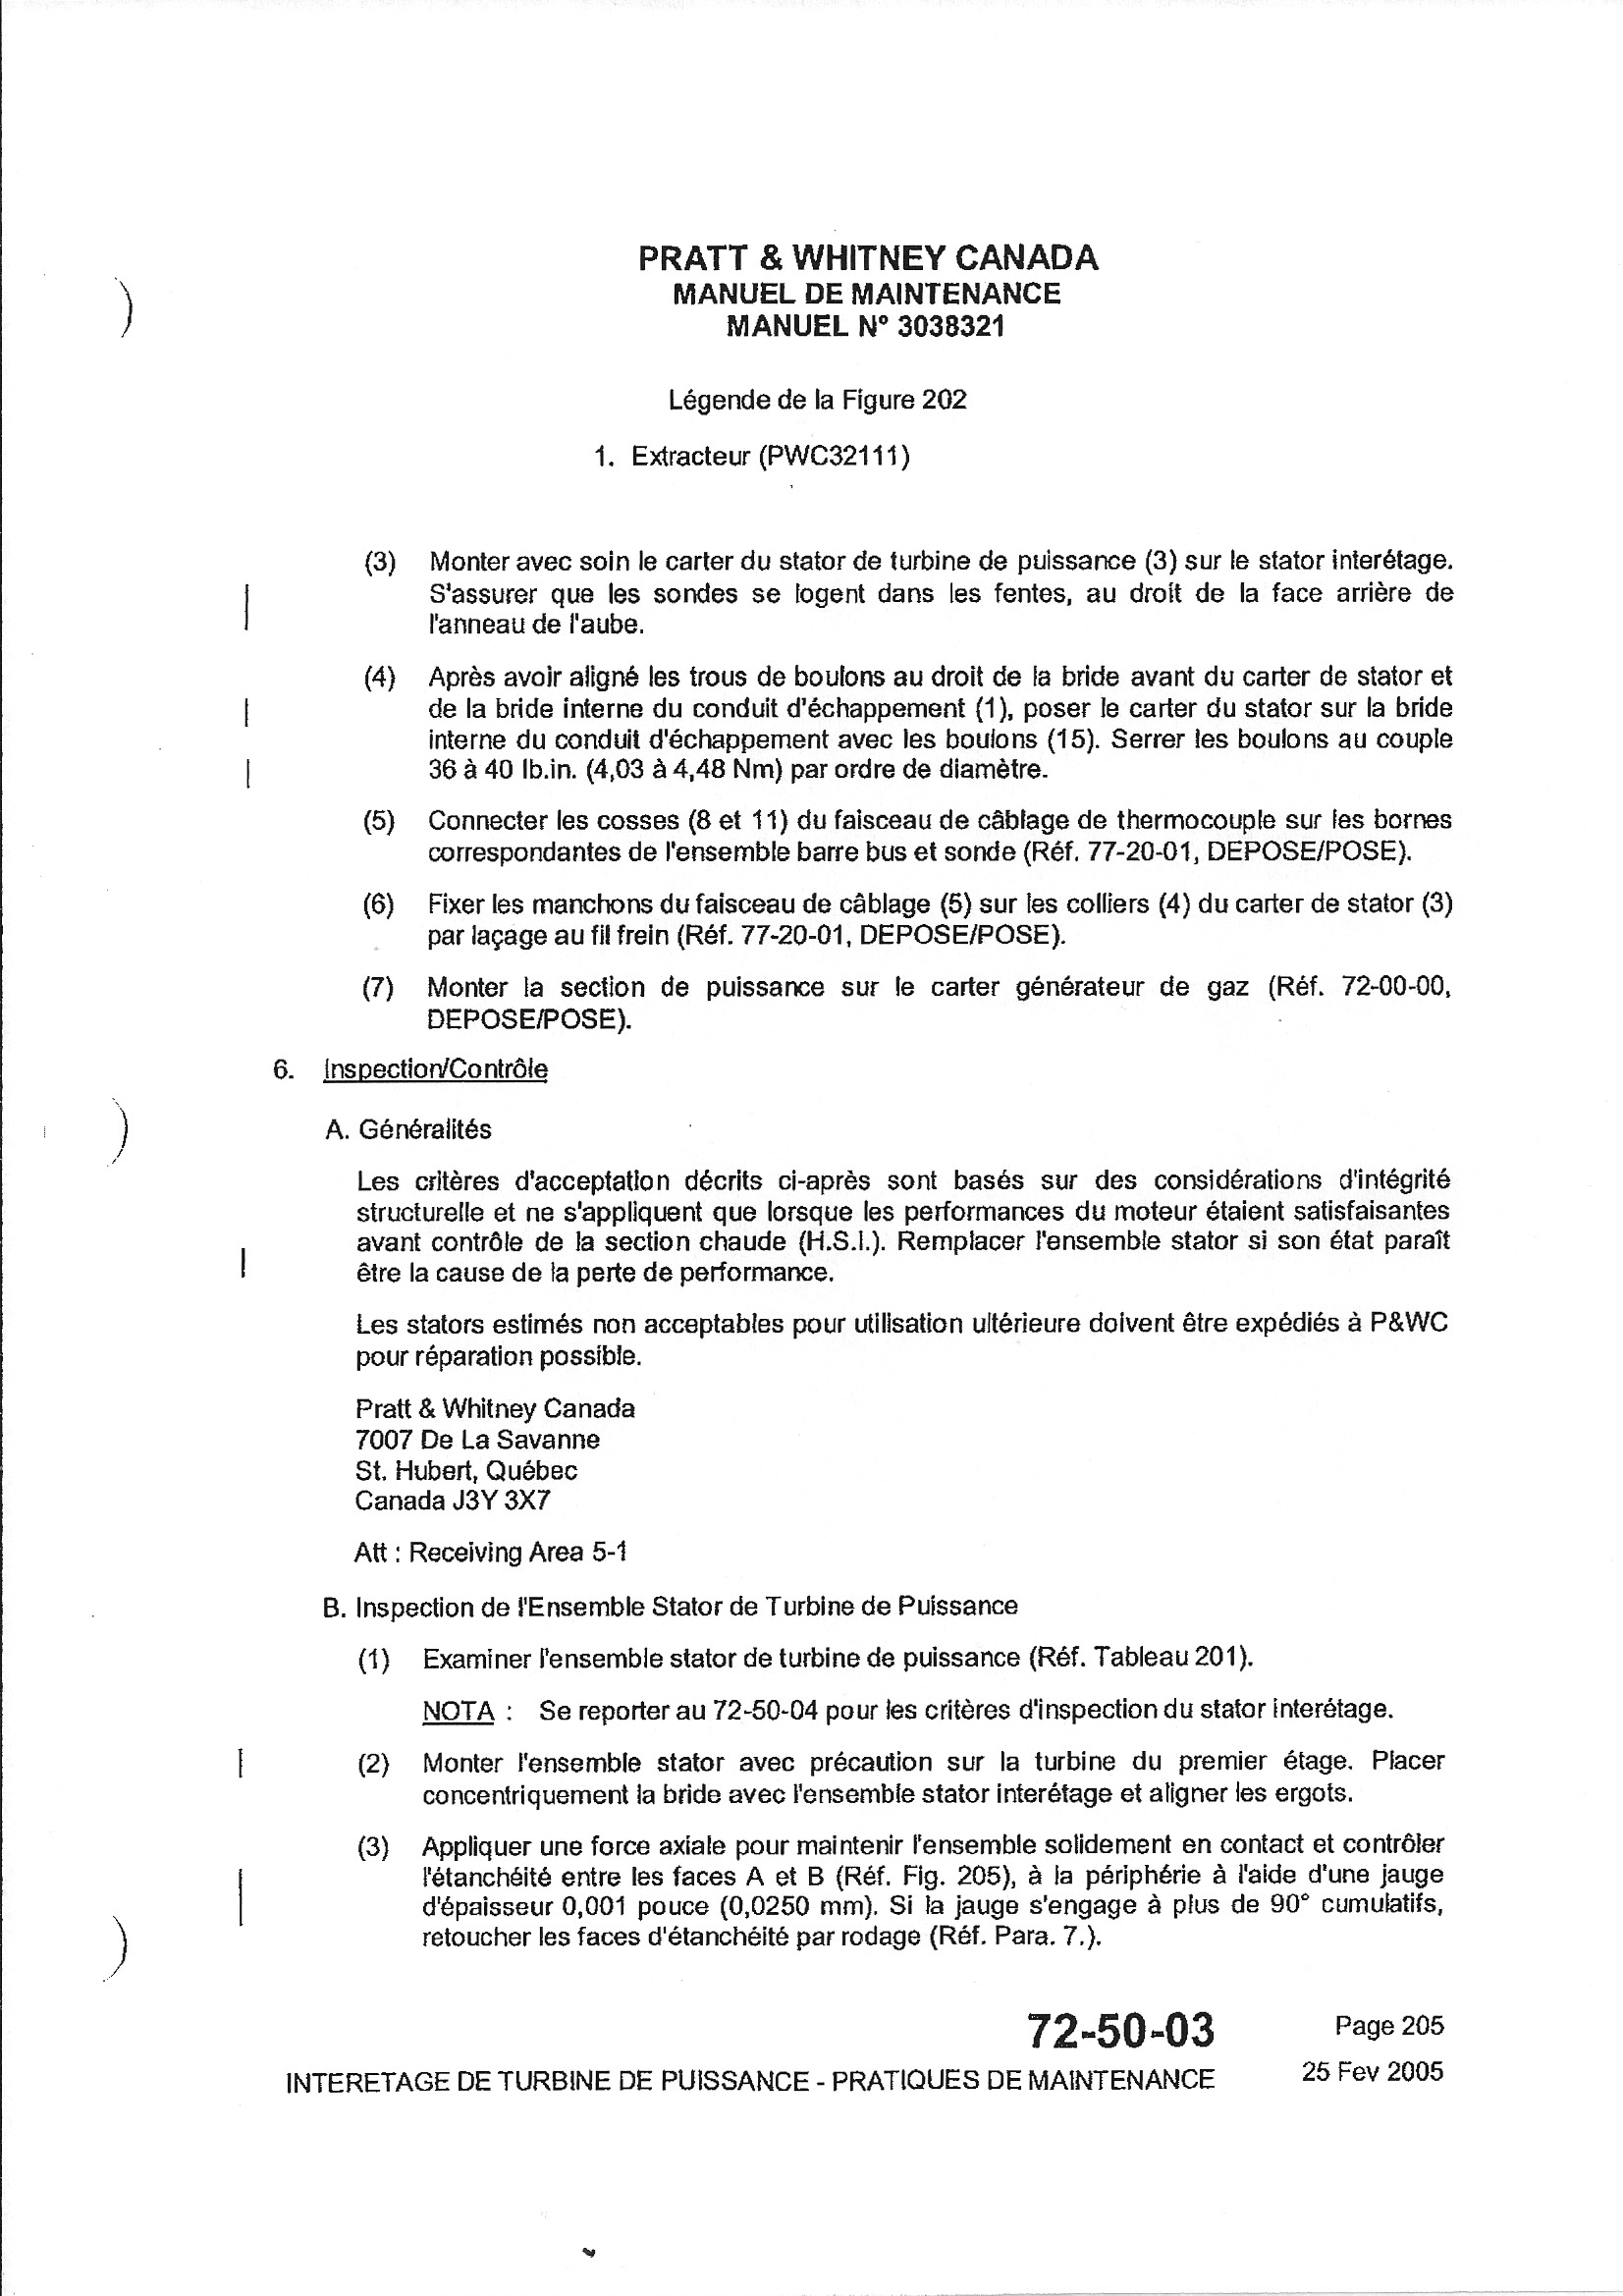 PRATT & WHITNEY CANADA
MANUEL DE MAINTENANCE
MANUEL Nº 3038321
Légende de la Figure 202
1. Extracteur (PWC32111)
(3) Monter avec soin le carter du stator de turbine de puissance (3) sur le stator interétage.
S'assurer que les sondes se logent dans les fentes, au droit de la face arrière de
l'anneau de l'aube.
(4) Après avoir aligné les trous de boulons au droit de la bride avant du carter de stator et
de la bride interne du conduit d'échappement (1), poser le carter du stator sur la bride
interne du conduit d'échappement avec les boulons (15). Serrer les boulons au couple
36 à 40 lb.in. (4,03 à 4,48 Nm) par ordre de diamètre.
(5) Connecter les cosses (8 et 11) du faisceau de câblage de thermocouple sur les bornes
correspondantes de l'ensemble barre bus et sonde (Réf. 77-20-01, DEPOSE/POSE).
(6) Fixer les manchons du faisceau de câblage (5) sur les colliers (4) du carter de stator (3)
par laçage au fil frein (Réf. 77-20-01, DEPOSE/POSE).
(7) Monter la section de puissance sur le carter générateur de gaz (Réf. 72-00-00,
DEPOSE/POSE).
6. Inspection/Contrôle
A. Généralités
Les critères d'acceptation décrits ci-après sont basés sur des considérations d'intégrité
structurelle et ne s'appliquent que lorsque les performances du moteur étaient satisfaisantes
avant contrôle de la section chaude (H.S.I.). Remplacer l'ensemble stator si son état paraît
être la cause de la perte de performance.
Les stators estimés non acceptables pour utilisation ultérieure doivent être expédiés à P&WC
pour réparation possible.
Pratt & Whitney Canada
7007 De La Savanne
St. Hubert, Québec
Canada J3Y 3X7
Att : Receiving Area 5-1
B. Inspection de l'Ensemble Stator de Turbine de Puissance
(1) Examiner l'ensemble stator de turbine de puissance (Réf. Tableau 201).
NOTA : Se reporter au 72-50-04 pour les critères d'inspection du stator interétage.
(2) Monter l'ensemble stator avec précaution sur la turbine du premier étage. Placer
concentriquement la bride avec l'ensemble stator interétage et aligner les ergots.
(3) Appliquer une force axiale pour maintenir l'ensemble solidement en contact et contrôler
l'étanchéité entre les faces A et B (Réf. Fig. 205), à la périphérie à l'aide d'une jauge
d'épaisseur 0,001 pouce (0,0250 mm). Si la jauge s'engage à plus de 90° cumulatifs,
retoucher les faces d'étanchéité par rodage (Réf. Para. 7.).
72-50-03 Page 205
INTERETAGE DE TURBINE DE PUISSANCE - PRATIQUES DE MAINTENANCE 25 Fev 2005